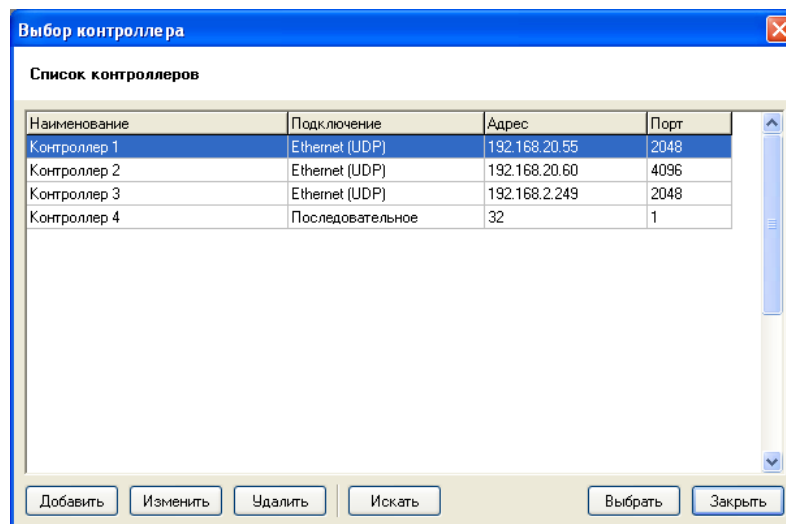 Выбор контроллера
Список контроллеров
Наименование Подключение Адрес Порт
Контроллер 1 Ethernet (UDP) 192.168.20.55 2048
Контроллер 2 Ethernet (UDP) 192.168.20.60 4096
Контроллер 3 Ethernet (UDP) 192.168.2.249 2048
Контроллер 4 Последовательное 32 1
Добавить Изменить Удалить Искать Выбрать Закрыть